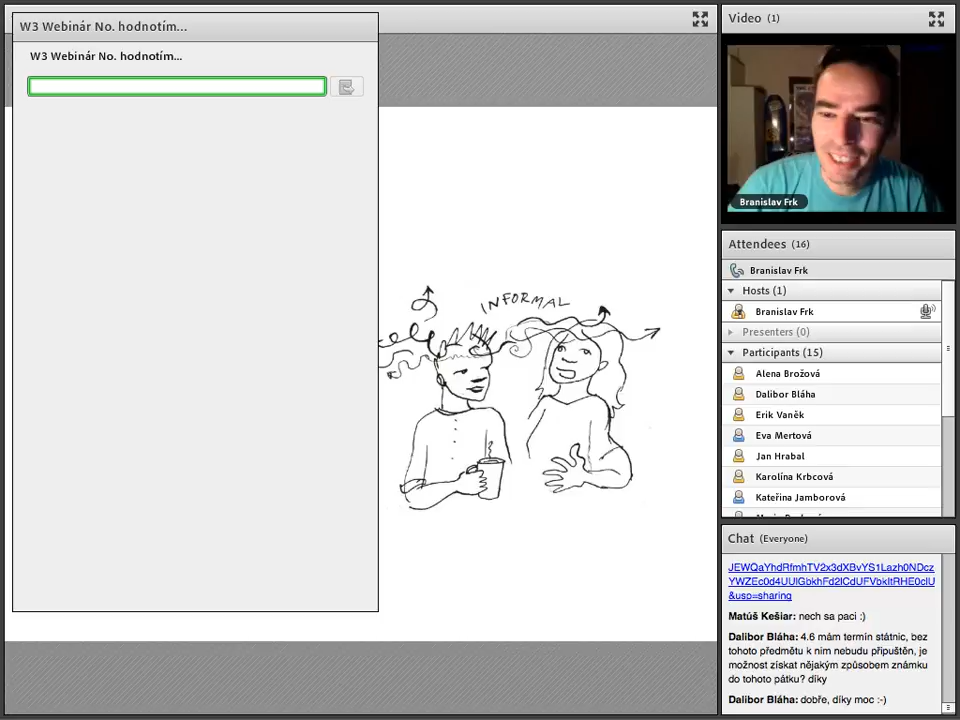 W3 Webinár No. hodnotím...
W3 Webinár No. hodnotím...
INFORMAL
Video (1)
Branislav Frk
Attendees (16)
Branislav Frk
Hosts (1)
Branislav Frk
Presenters (0)
Participants (15)
Alena Brožová
Dalibor Bláha
Erik Vaněk
Eva Mertová
Jan Hrabal
Karolína Krbcová
Kateřina Jamborová
Chat (Everyone)
JEWQaYhdRfmhTV2x3dXBvYS1Lazh0NDcz
YWZEc0d4UUlGbkhFd2lCdUFVbkltRHE0clU
&usp=sharing
Matúš Kešiar: nech sa paci :)
Dalibor Bláha: 4.6 mám termín státnic, bez
tohoto předmětu k nim nebudu připuštěn, je
možnost získat nějakým způsobem známku
do tohoto pátku? díky
Dalibor Bláha: dobře, díky moc :-)